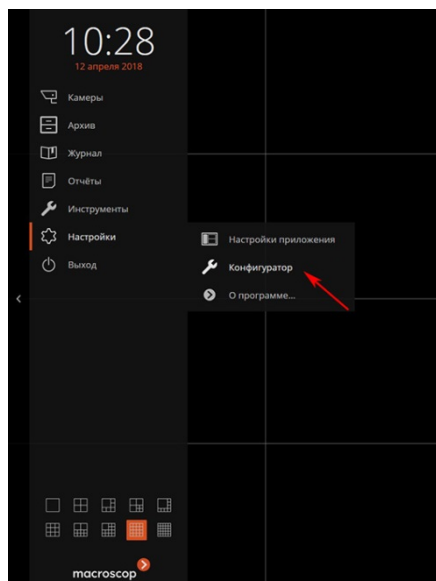 10:28
12 апреля 2018
Камеры
Архив
Журнал
Отчёты
Инструменты
Настройки
Настройки приложения
Конфигуратор
О программе...
Выход
macroscop